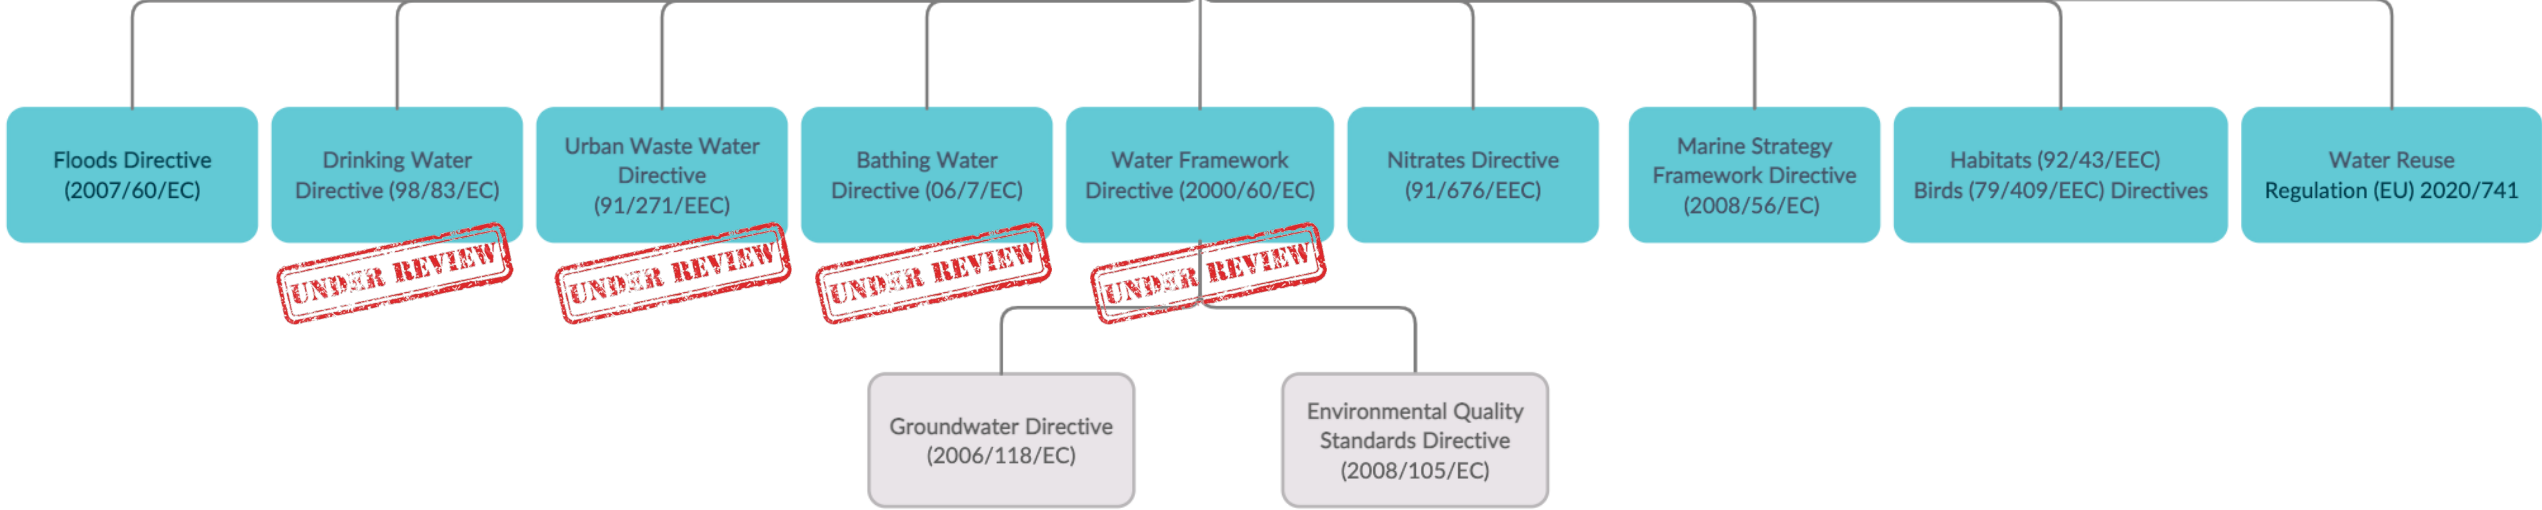 Floods Directive
(2007/60/EC)
Drinking Water
Directive (98/83/EC)
Urban Waste Water
Directive
(91/271/EEC)
Bathing Water
Directive (06/7/EC)
Water Framework
Directive (2000/60/EC)
Nitrates Directive
(91/676/EEC)
Marine Strategy
Framework Directive
(2008/56/EC)
Habitats (92/43/EEC)
Birds (79/409/EEC) Directives
Water Reuse
Regulation (EU) 2020/741
UNDER REVIEW
UNDER REVIEW
UNDER REVIEW
UNDER REVIEW
Groundwater Directive
(2006/118/EC)
Environmental Quality
Standards Directive
(2008/105/EC)